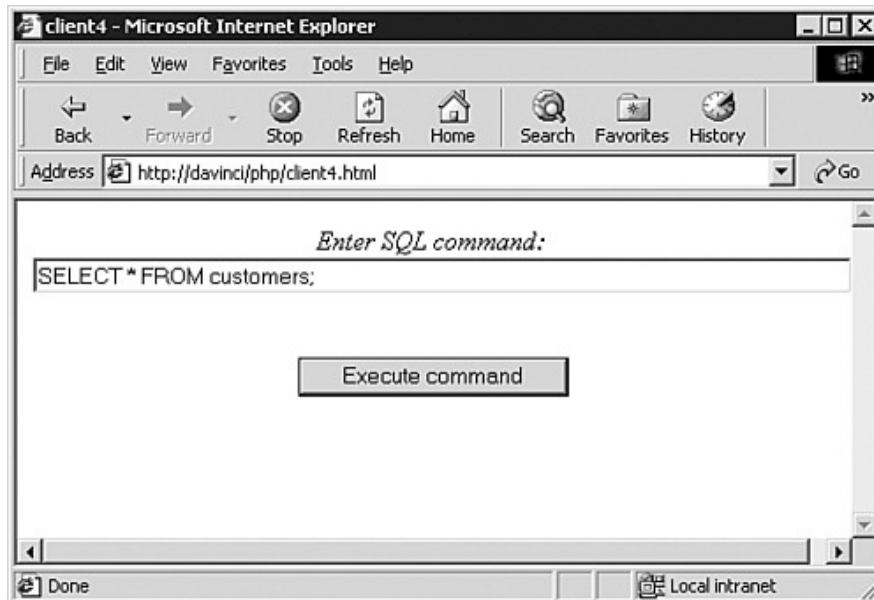 client4 - Microsoft Internet Explorer
File Edit View Favorites Tools Help
Back Forward Stop Refresh Home Search Favorites History »
Address http://davinci/php/client4.html Go
Enter SQL command:
SELECT * FROM customers;
Execute command
Done Local intranet